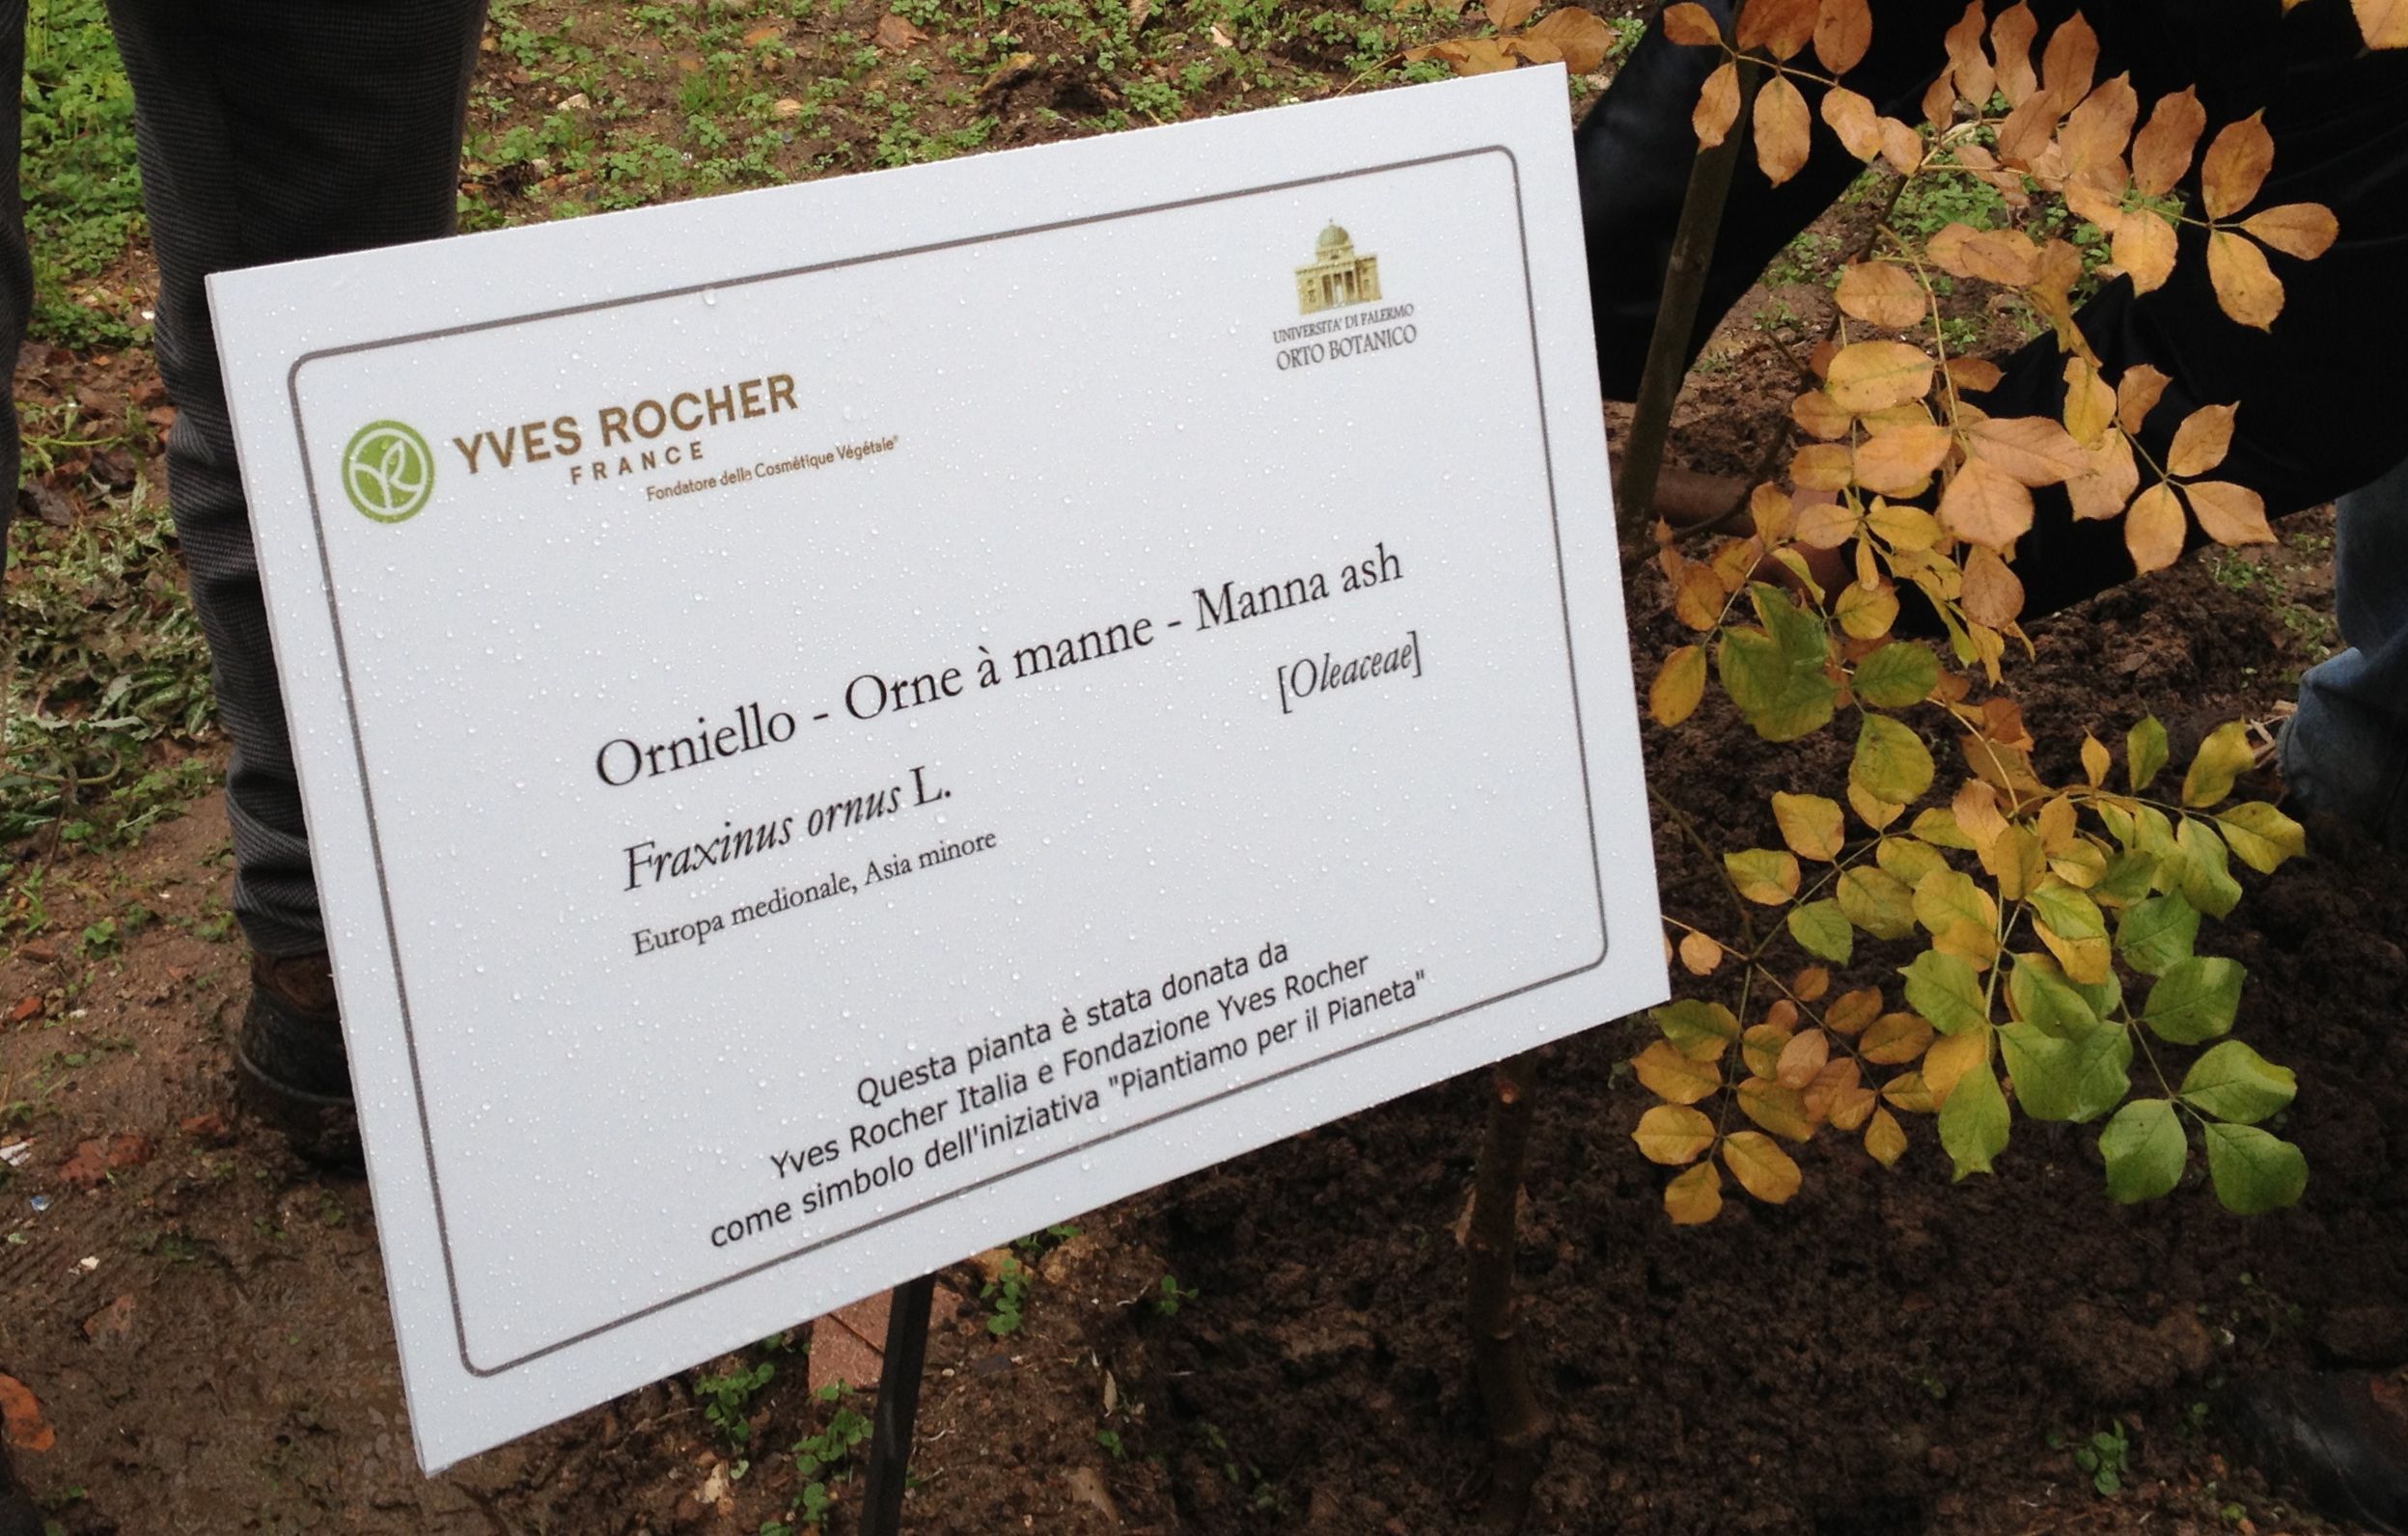 UNIVERSITA' DI PALERMO
ORTO BOTANICO
YVES ROCHER
FRANCE
Fondatore della Cosmétique Végétale®
Orniello - Orne à manne - Manna ash
[Oleaceae]
Fraxinus ornus L.
Europa medionale, Asia minore
Questa pianta è stata donata da
Yves Rocher Italia e Fondazione Yves Rocher
come simbolo dell'iniziativa "Piantiamo per il Pianeta"